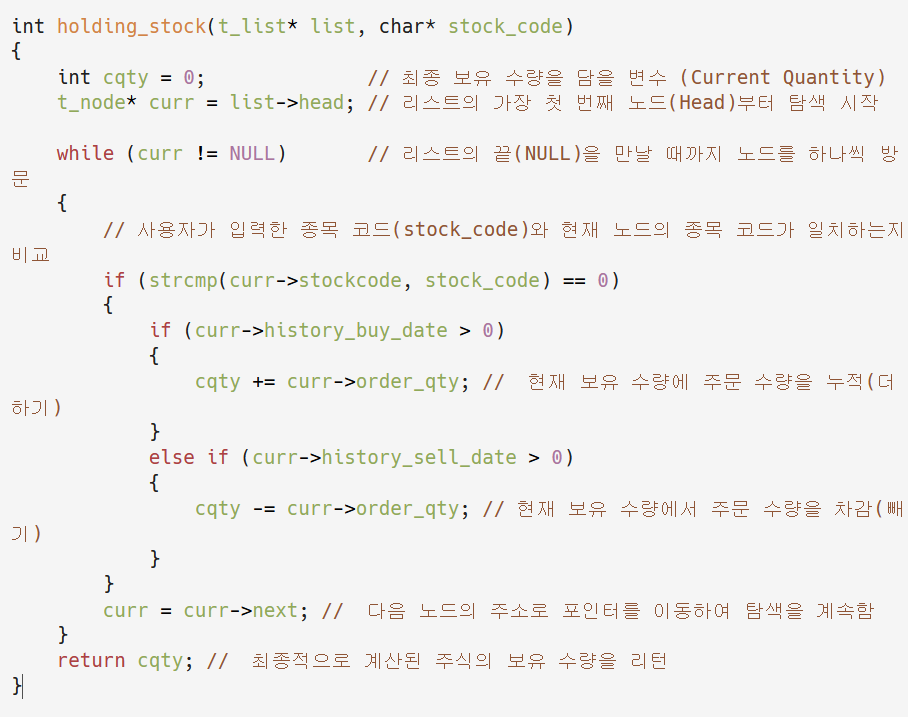 int holding_stock(t_list* list, char* stock_code)
{
    int cqty = 0;              // 최종 보유 수량을 담을 변수 (Current Quantity)
    t_node* curr = list->head; // 리스트의 가장 첫 번째 노드(Head)부터 탐색 시작
    while (curr != NULL)       // 리스트의 끝(NULL)을 만날 때까지 노드를 하나씩 방
문
    {
        // 사용자가 입력한 종목 코드(stock_code)와 현재 노드의 종목 코드가 일치하는지
비교
        if (strcmp(curr->stockcode, stock_code) == 0)
        {
            if (curr->history_buy_date > 0)
            {
                cqty += curr->order_qty; //  현재 보유 수량에 주문 수량을 누적(더
하기)
            }
            else if (curr->history_sell_date > 0)
            {
                cqty -= curr->order_qty; // 현재 보유 수량에서 주문 수량을 차감(빼
기)
            }
        }
        curr = curr->next; //  다음 노드의 주소로 포인터를 이동하여 탐색을 계속함
    }
    return cqty; //  최종적으로 계산된 주식의 보유 수량을 리턴
}